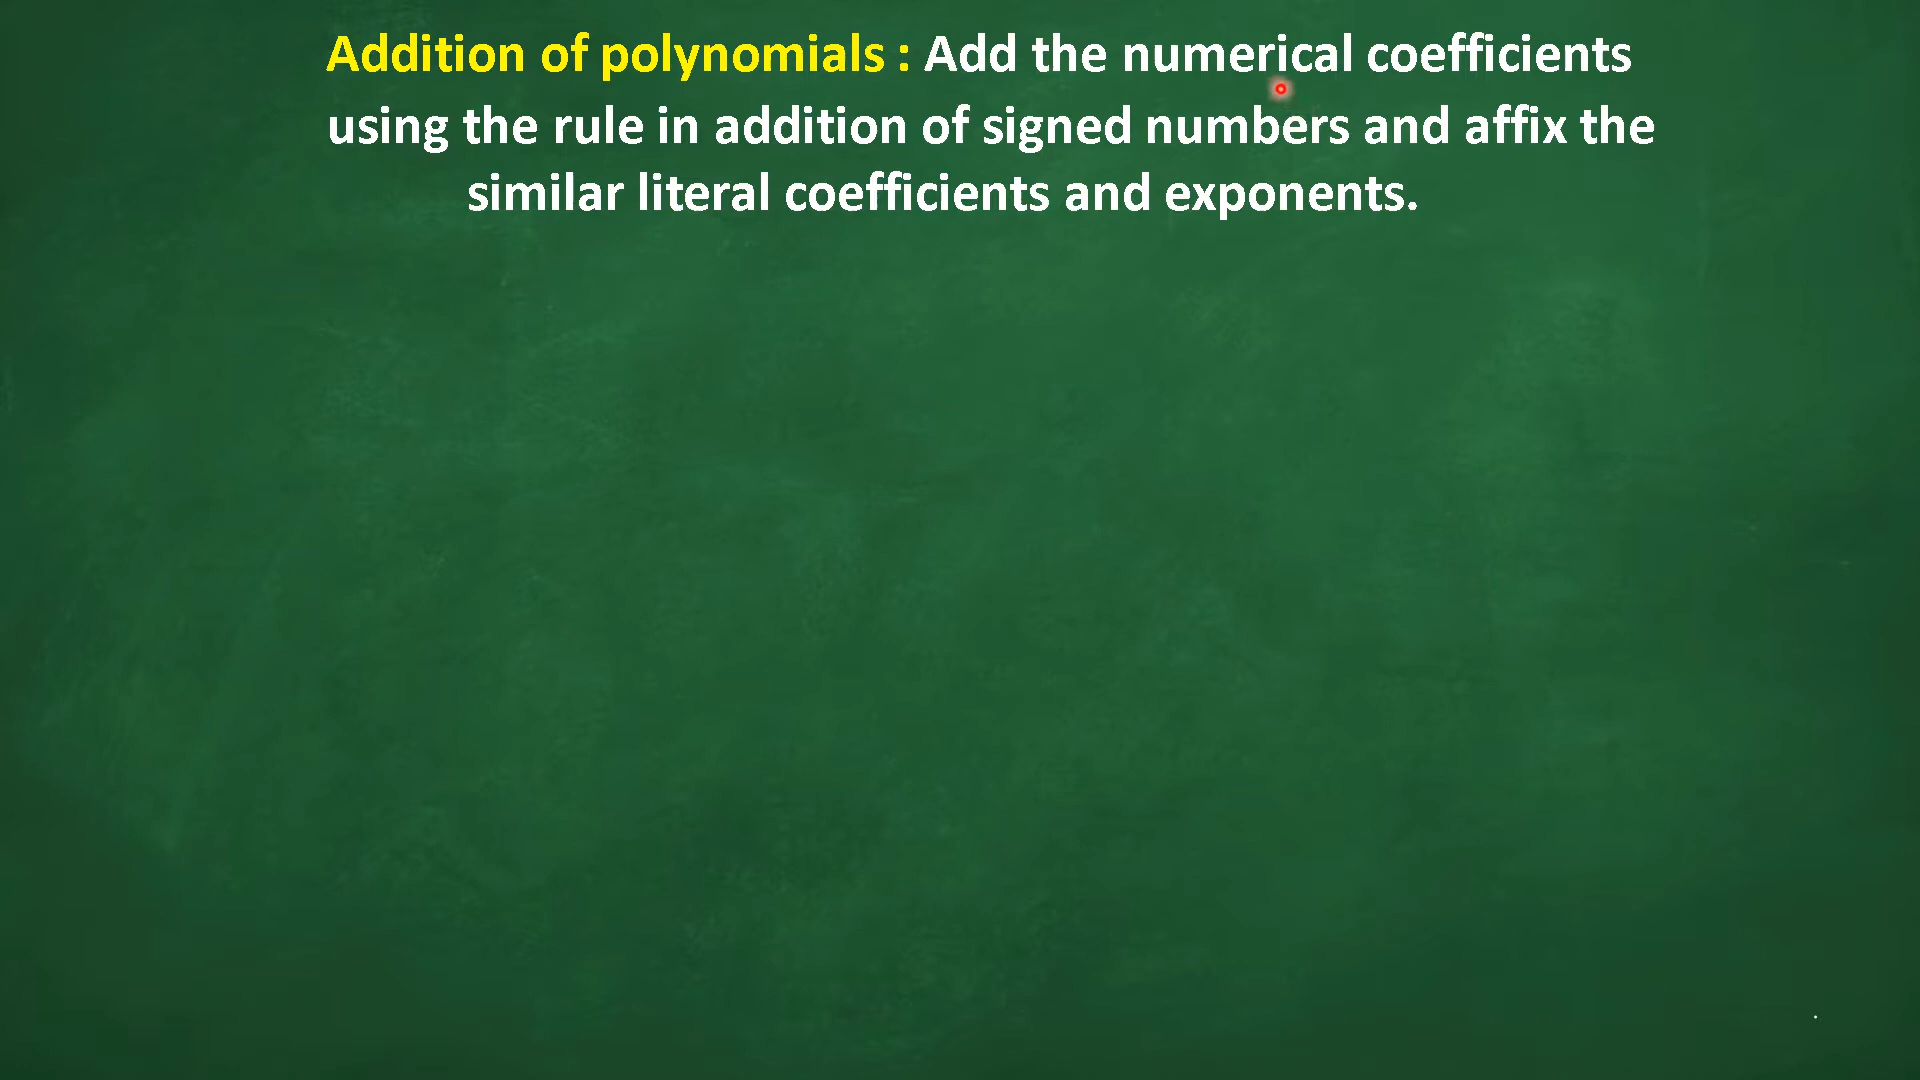 Addition of polynomials : Add the numerical coefficients
using the rule in addition of signed numbers and affix the
similar literal coefficients and exponents.